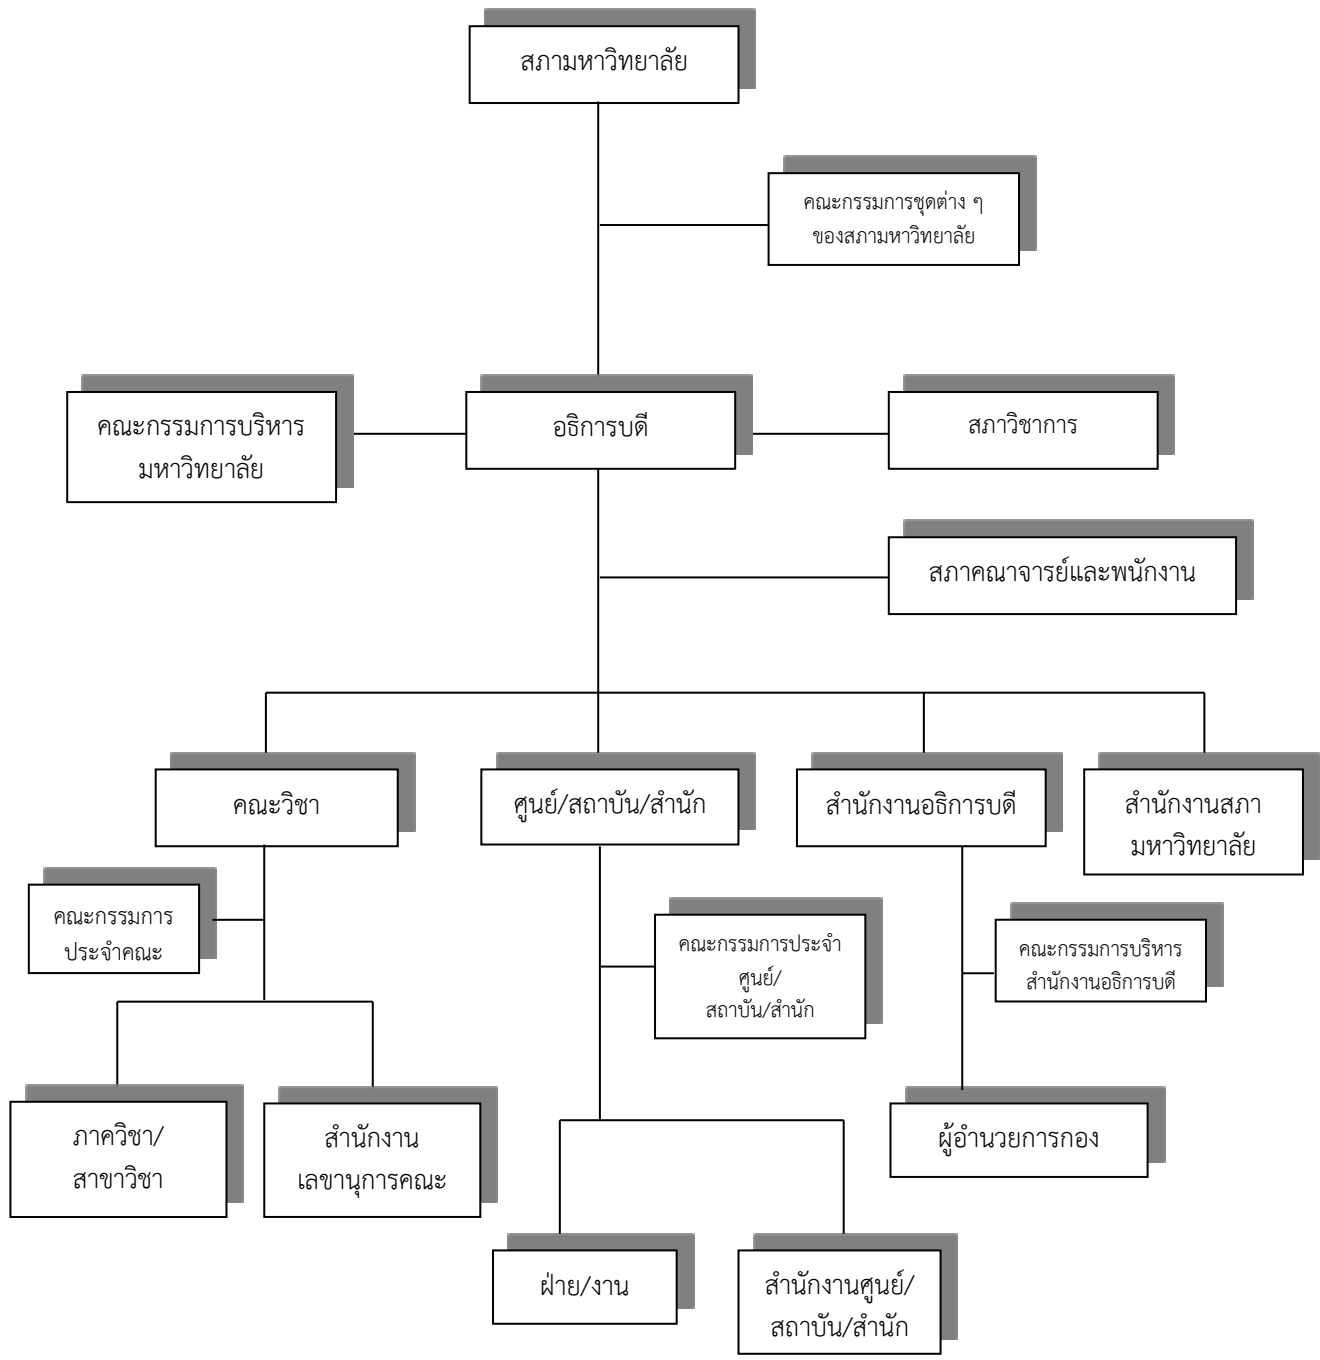 สภามหาวิทยาลัย
คณะกรรมการชุดต่าง ๆ
ของสภามหาวิทยาลัย
คณะกรรมการบริหาร
มหาวิทยาลัย
อธิการบดี
สภาวิชาการ
สภาคณาจารย์และพนักงาน
คณะวิชา
ศูนย์/สถาบัน/สำนัก
สำนักงานอธิการบดี
สำนักงานสภา
มหาวิทยาลัย
คณะกรรมการ
ประจำคณะ
คณะกรรมการประจำ
ศูนย์/
สถาบัน/สำนัก
คณะกรรมการบริหาร
สำนักงานอธิการบดี
ภาควิชา/
สาขาวิชา
สำนักงาน
เลขานุการคณะ
ผู้อำนวยการกอง
ฝ่าย/งาน
สำนักงานศูนย์/
สถาบัน/สำนัก